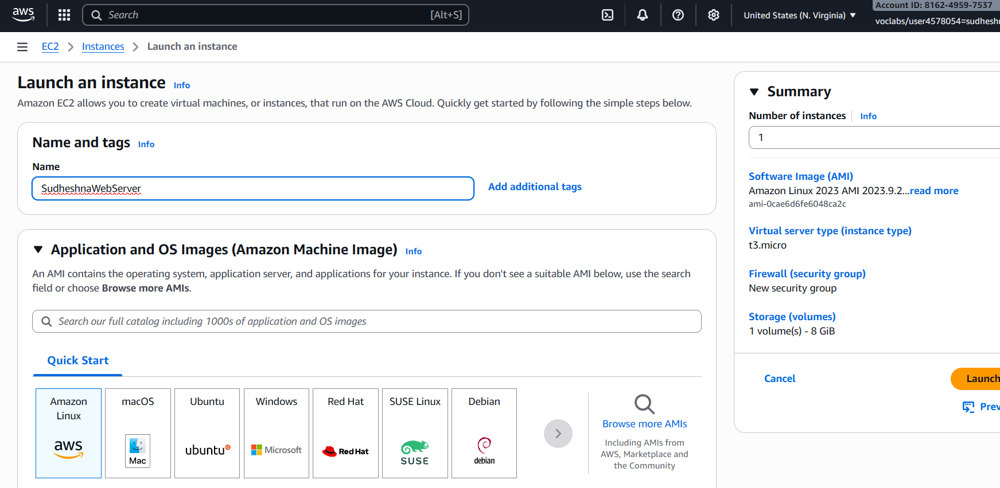 aws
Search [Alt+S]
United States (N. Virginia)
Account ID: 8162-4959-7537
voclabs/user4578054=sudeshn
EC2 > Instances > Launch an instance
Launch an instance Info
Amazon EC2 allows you to create virtual machines, or instances, that run on the AWS Cloud. Quickly get started by following the simple steps below.
Name and tags Info
Name
SudheshnaWebServer
Add additional tags
Application and OS Images (Amazon Machine Image) Info
An AMI contains the operating system, application server, and applications for your instance. If you don't see a suitable AMI below, use the search
field or choose Browse more AMIs.
Search our full catalog including 1000s of application and OS images
Quick Start
Amazon
Linux
aws
macOS
Mac
Ubuntu
ubuntu
Windows
Microsoft
Red Hat
Red Hat
SUSE Linux
SUSE
Debian
debian
Browse more AMIs
Including AMIs from
AWS, Marketplace and
the Community
Summary
Number of instances Info
1
Software Image (AMI)
Amazon Linux 2023 AMI 2023.9.2...read more
ami-0cae6d6fe6048ca2c
Virtual server type (instance type)
t3.micro
Firewall (security group)
New security group
Storage (volumes)
1 volume(s) - 8 GiB
Cancel
Launch
Prev